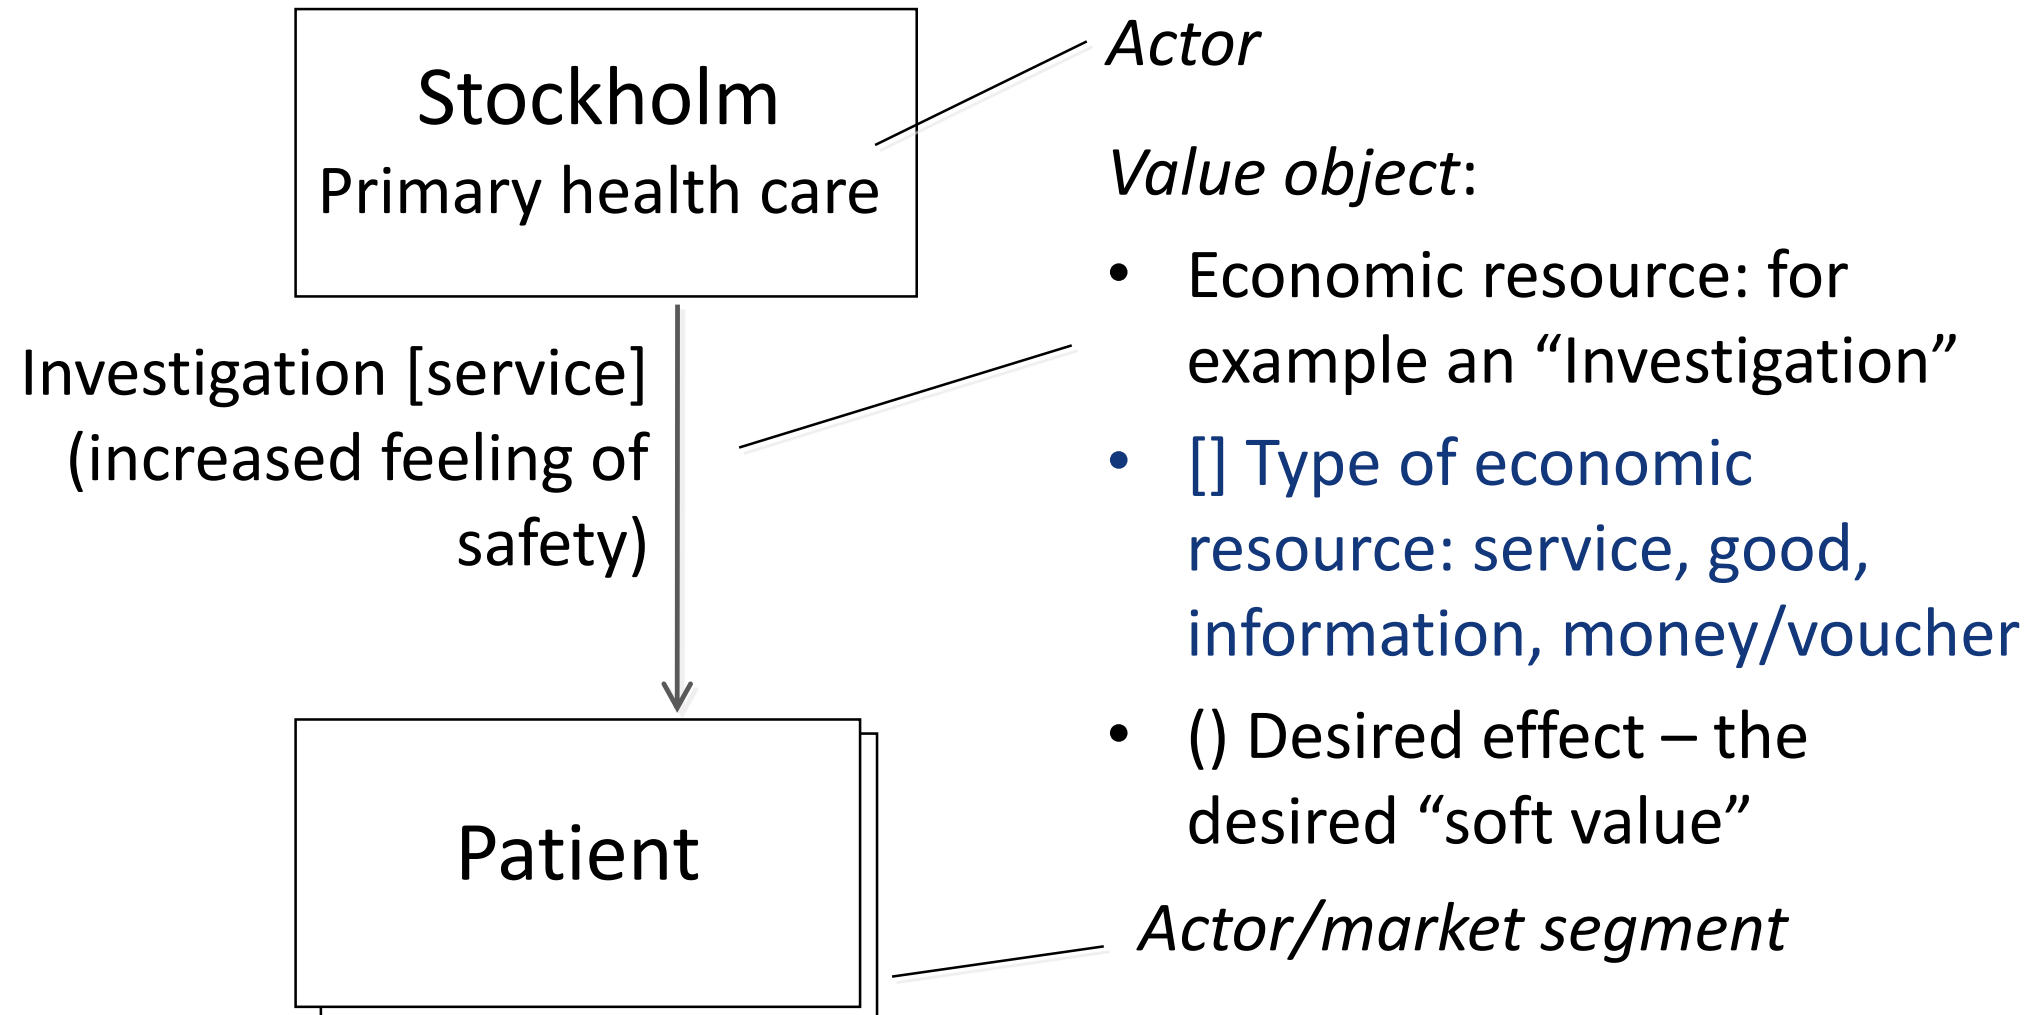 Stockholm
Primary health care
Investigation [service]
(increased feeling of
safety)
Patient
Actor
Value object:
• Economic resource: for
example an “Investigation”
• [] Type of economic
resource: service, good,
information, money/voucher
• () Desired effect – the
desired “soft value”
Actor/market segment